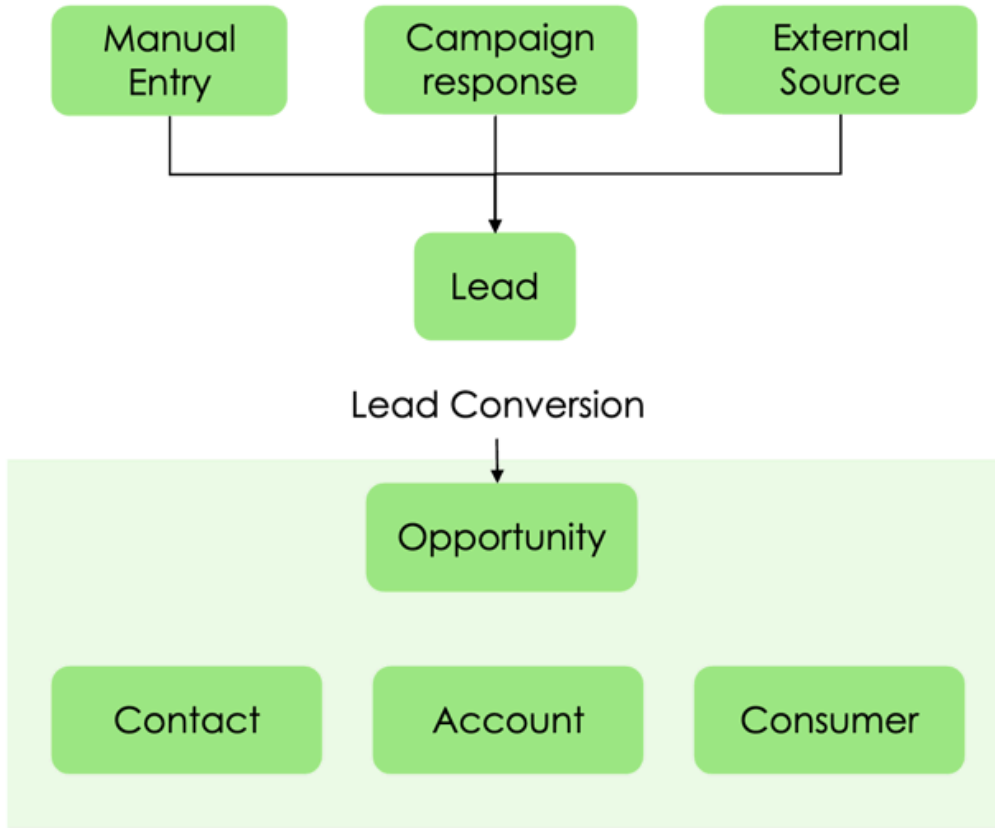 Manual
Entry
Campaign
response
External
Source
Lead
Lead Conversion
Opportunity
Contact
Account
Consumer